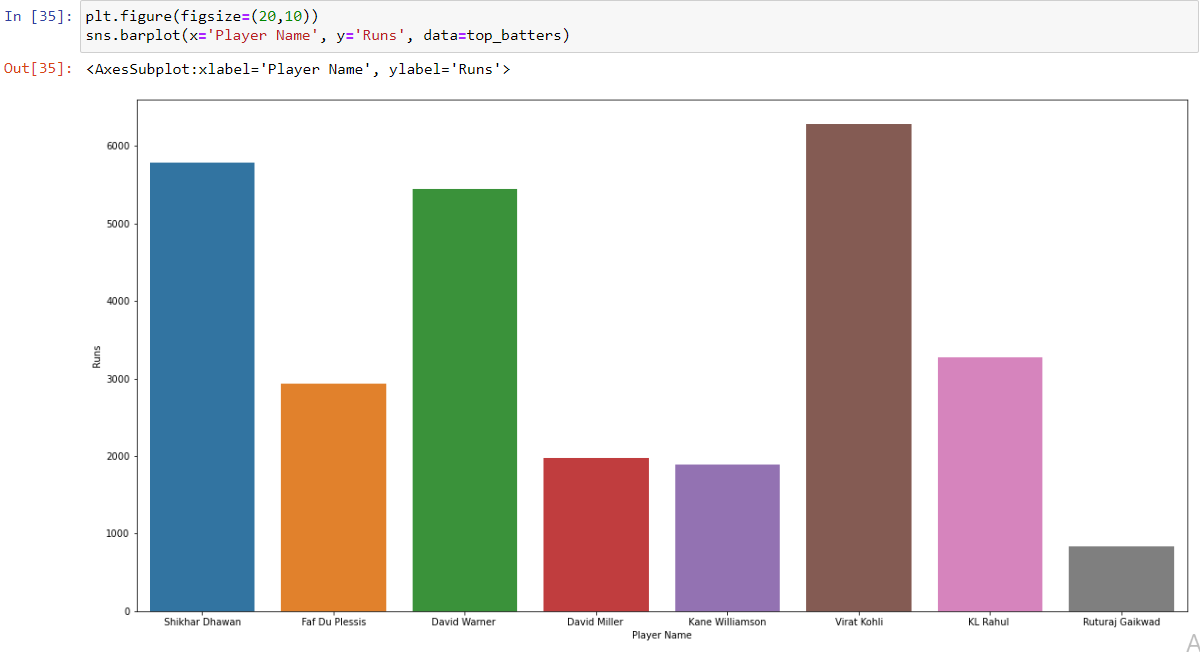 In [35]: plt.figure(figsize=(20,10))
sns.barplot(x='Player Name', y='Runs', data=top_batters)
Out[35]: <AxesSubplot:xlabel='Player Name', ylabel='Runs'>
6000
5000
4000
3000
2000
1000
0
Runs
Shikhar Dhawan Faf Du Plessis David Warner David Miller Kane Williamson Virat Kohli KL Rahul Ruturaj Gaikwad
Player Name
A